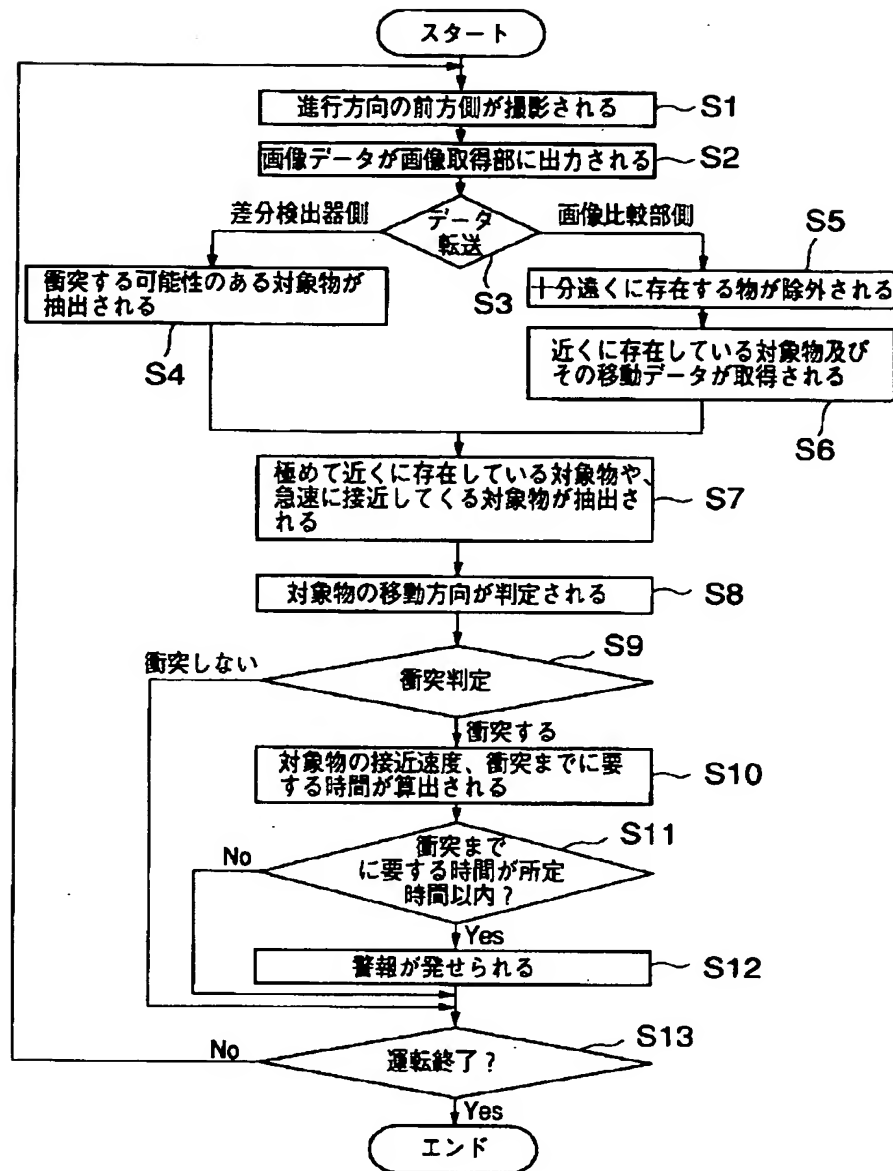 スタート
進行方向の前方側が撮影される
S1
画像データが画像取得部に出力される
S2
差分検出器側
データ
転送
画像比較部側
S3
S5
衝突する可能性のある対象物が
抽出される
S4
十分遠くに存在する物が除外される
近くに存在している対象物及び
その移動データが取得される
S6
極めて近くに存在している対象物や、
急速に接近してくる対象物が抽出さ
れる
S7
対象物の移動方向が判定される
S8
S9
衝突しない
衝突判定
衝突する
対象物の接近速度、衝突までに要
する時間が算出される
S10
S11
衝突まで
に要する時間が所定
時間以内?
No
Yes
警報が発せられる
S12
S13
No
運転終了?
Yes
エンド